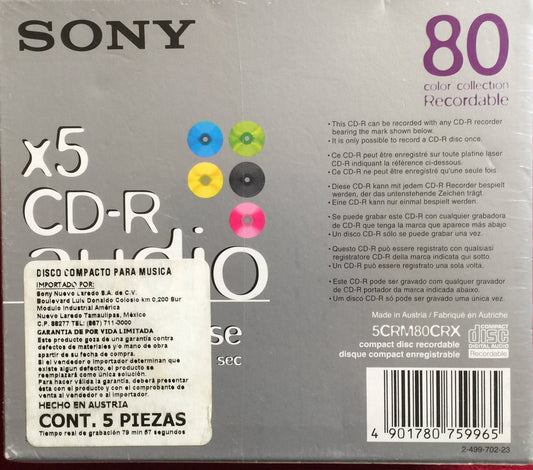 SONY
80
color collection
Recordable
x5
CD-R
audio
• This CD-R can be recorded with any CD-R recorder
bearing the mark shown below.
• It is only possible to record a CD-R disc once.
• Ce CD-R peut être enregistré sur toute platine laser
CD-R indiquant la référence ci-dessous.
• Ce CD-R ne peut être enregistré qu'une seule fois
• Diese CD-R kann mit jedem CD-R Recorder bespielt
werden, der das untenstehende Zeichen trägt.
• Eine CD-R kann nur einmal bespielt werden.
• Se puede grabar este CD-R con cualquier grabadora
de CD-R que tenga la marca que aparece más abajo
• Un disco CD-R sólo se puede grabar una vez.
• Questo CD-R può essere registrato con qualsiasi
registratore CD-R della marca indicata qui sotto.
• Un CD-R può essere registrato una sola volta.
• Este CD-R pode ser gravado com qualquer gravador
de CD-R portador da marca indicada abaixo.
• Um disco CD-R só pode ser gravado uma única vez.
Made in Austria / Fabriqué en Autriche
5CRM80CRX
compact disc recordable
disque compact enregistrable
COMPACT
disc
DIGITAL AUDIO
Recordable
4 901780 759965
2-499-702-23
se
sec
DISCO COMPACTO PARA MUSICA
IMPORTADO POR:
Sony Nuevo Laredo S.A. de C.V.
Boulevard Luis Donaldo Colosio km 0,200 Sur
Modulo Industrial América
Nuevo Laredo Tamaulipas, México
C.P. 88277 TEL: (867) 711-3000
GARANTIA DE POR VIDA LIMITADA
Este producto goza de una garantía contra
defectos de materiales y/o mano de obra
apartir de su fecha de compra.
Si el vendedor o importador determinan que
existe algun defecto, el producto se
reemplazará como única solución.
Para hacer válida la garantía, deberá presentar
ésta con el producto y con el comprobante de
venta al vendedor o al importador.
HECHO EN AUSTRIA
CONT. 5 PIEZAS
Tiempo real de grabación 79 min 57 segundos